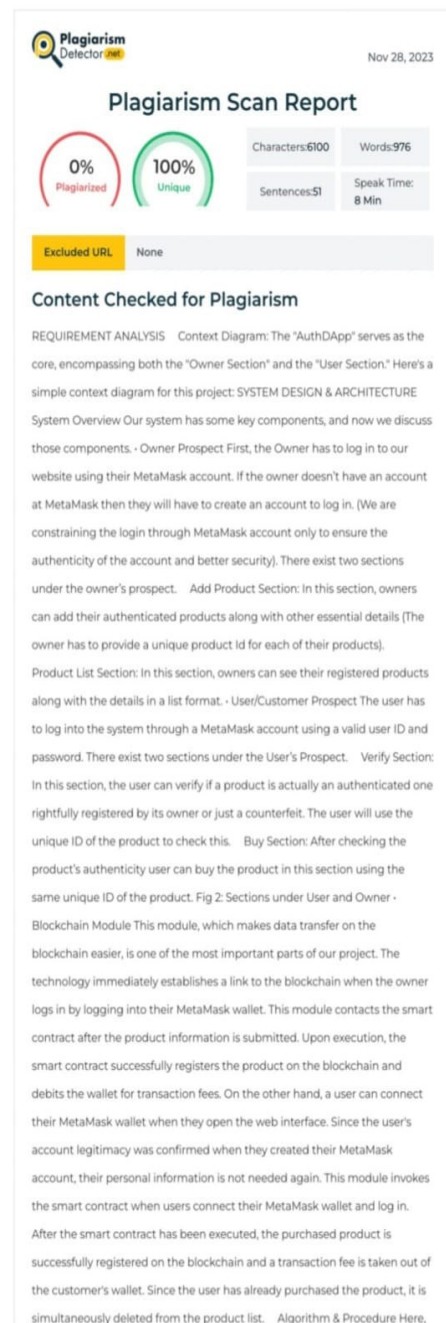 Plagiarism
Detector.net
Nov 28, 2023
Plagiarism Scan Report
0%
Plagiarized
100%
Unique
Characters:6100
Words:976
Sentences:51
Speak Time:
8 Min
Excluded URL
None
Content Checked for Plagiarism
REQUIREMENT ANALYSIS Context Diagram: The "AuthDApp" serves as the
core, encompassing both the "Owner Section" and the "User Section." Here's a
simple context diagram for this project: SYSTEM DESIGN & ARCHITECTURE
System Overview Our system has some key components, and now we discuss
those components. • Owner Prospect First, the Owner has to log in to our
website using their MetaMask account. If the owner doesn't have an account
at MetaMask then they will have to create an account to log in. (We are
constraining the login through MetaMask account only to ensure the
authenticity of the account and better security). There exist two sections
under the owner's prospect. Add Product Section: In this section, owners
can add their authenticated products along with other essential details (The
owner has to provide a unique product Id for each of their products).
Product List Section: In this section, owners can see their registered products
along with the details in a list format. • User/Customer Prospect The user has
to log into the system through a MetaMask account using a valid user ID and
password. There exist two sections under the User's Prospect. Verify Section:
In this section, the user can verify if a product is actually an authenticated one
rightfully registered by its owner or just a counterfeit. The user will use the
unique ID of the product to check this. Buy Section: After checking the
product's authenticity user can buy the product in this section using the
same unique ID of the product. Fig 2: Sections under User and Owner •
Blockchain Module This module, which makes data transfer on the
blockchain easier, is one of the most important parts of our project. The
technology immediately establishes a link to the blockchain when the owner
logs in by logging into their MetaMask wallet. This module contacts the smart
contract after the product information is submitted. Upon execution, the
smart contract successfully registers the product on the blockchain and
debits the wallet for transaction fees. On the other hand, a user can connect
their MetaMask wallet when they open the web interface. Since the user's
account legitimacy was confirmed when they created their MetaMask
account, their personal information is not needed again. This module invokes
the smart contract when users connect their MetaMask wallet and log in.
After the smart contract has been executed, the purchased product is
successfully registered on the blockchain and a transaction fee is taken out of
the customer's wallet. Since the user has already purchased the product, it is
simultaneously deleted from the product list. Algorithm & Procedure Here,